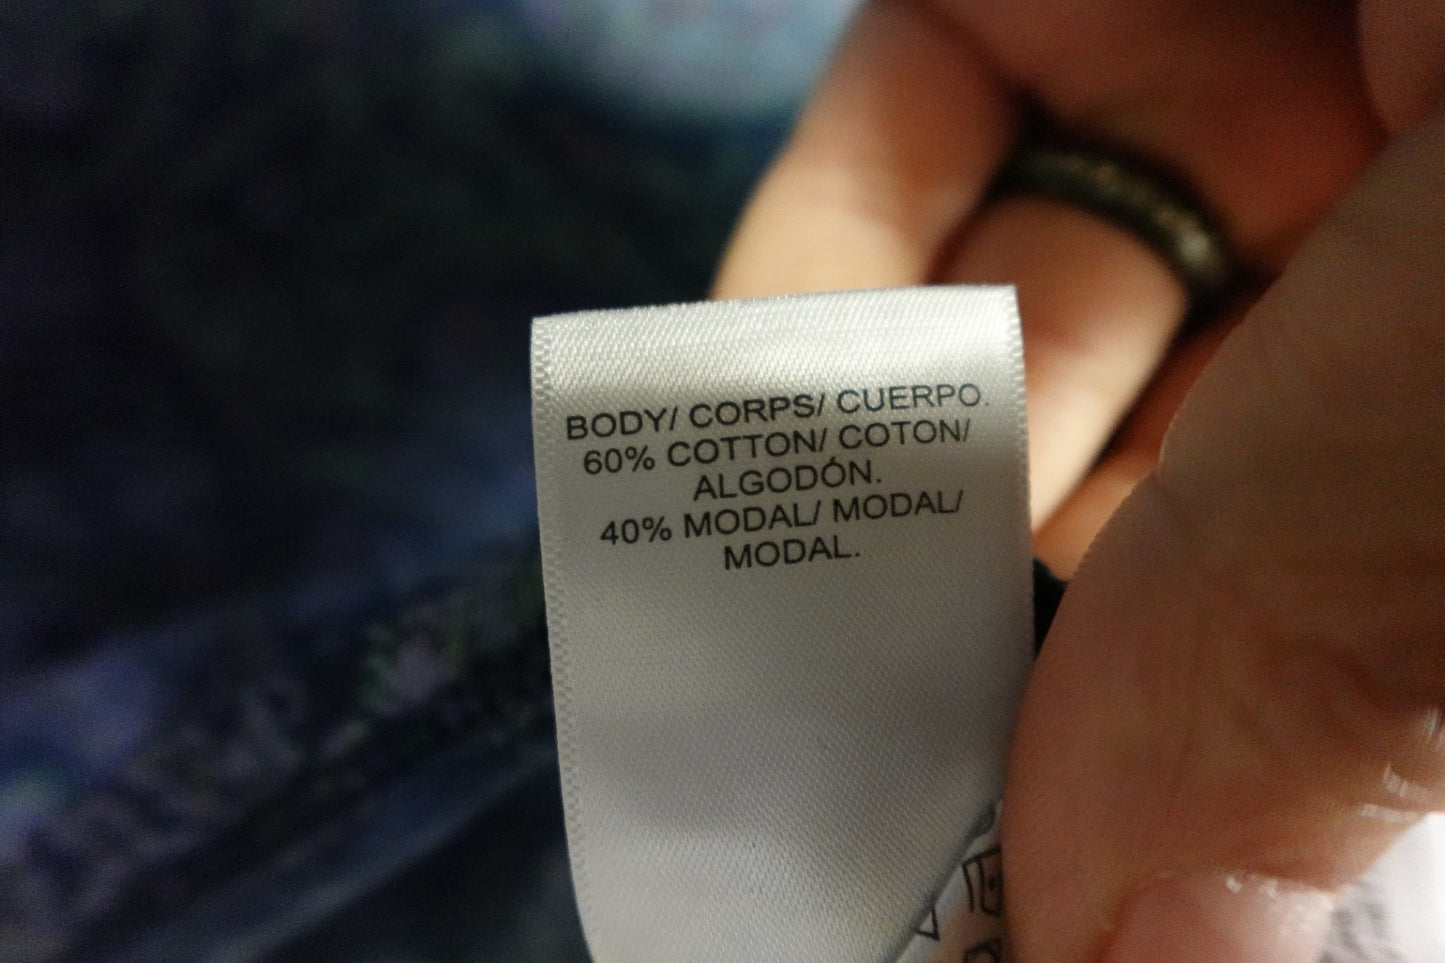 BODY/ CORPS/ CUERPO.
60% COTTON/ COTON/
ALGODÓN.
40% MODAL/ MODAL/
MODAL.